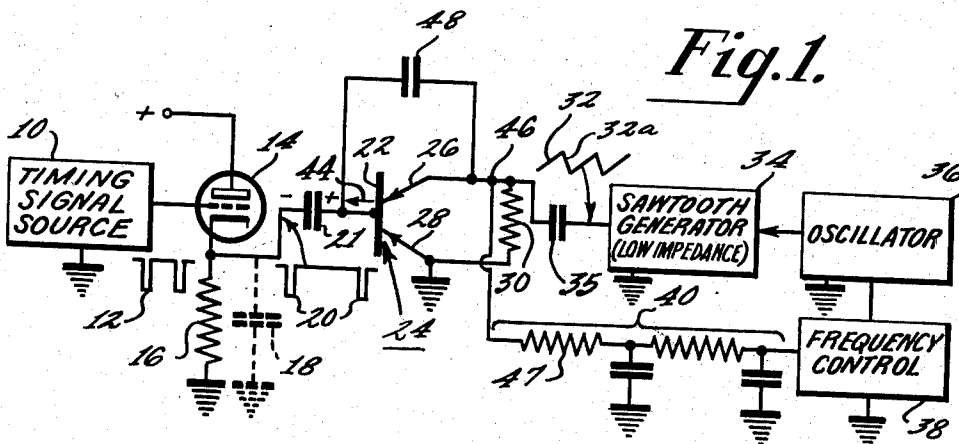 Fig.1.
48
+
10
14
22
26
46
32
32a
34
36
TIMING
SIGNAL
SOURCE
44
- +
21
28
30
35
SAWTOOTH
GENERATOR
(LOW IMPEDANCE)
OSCILLATOR
12
16
18
20
24
40
47
FREQUENCY
CONTROL
38